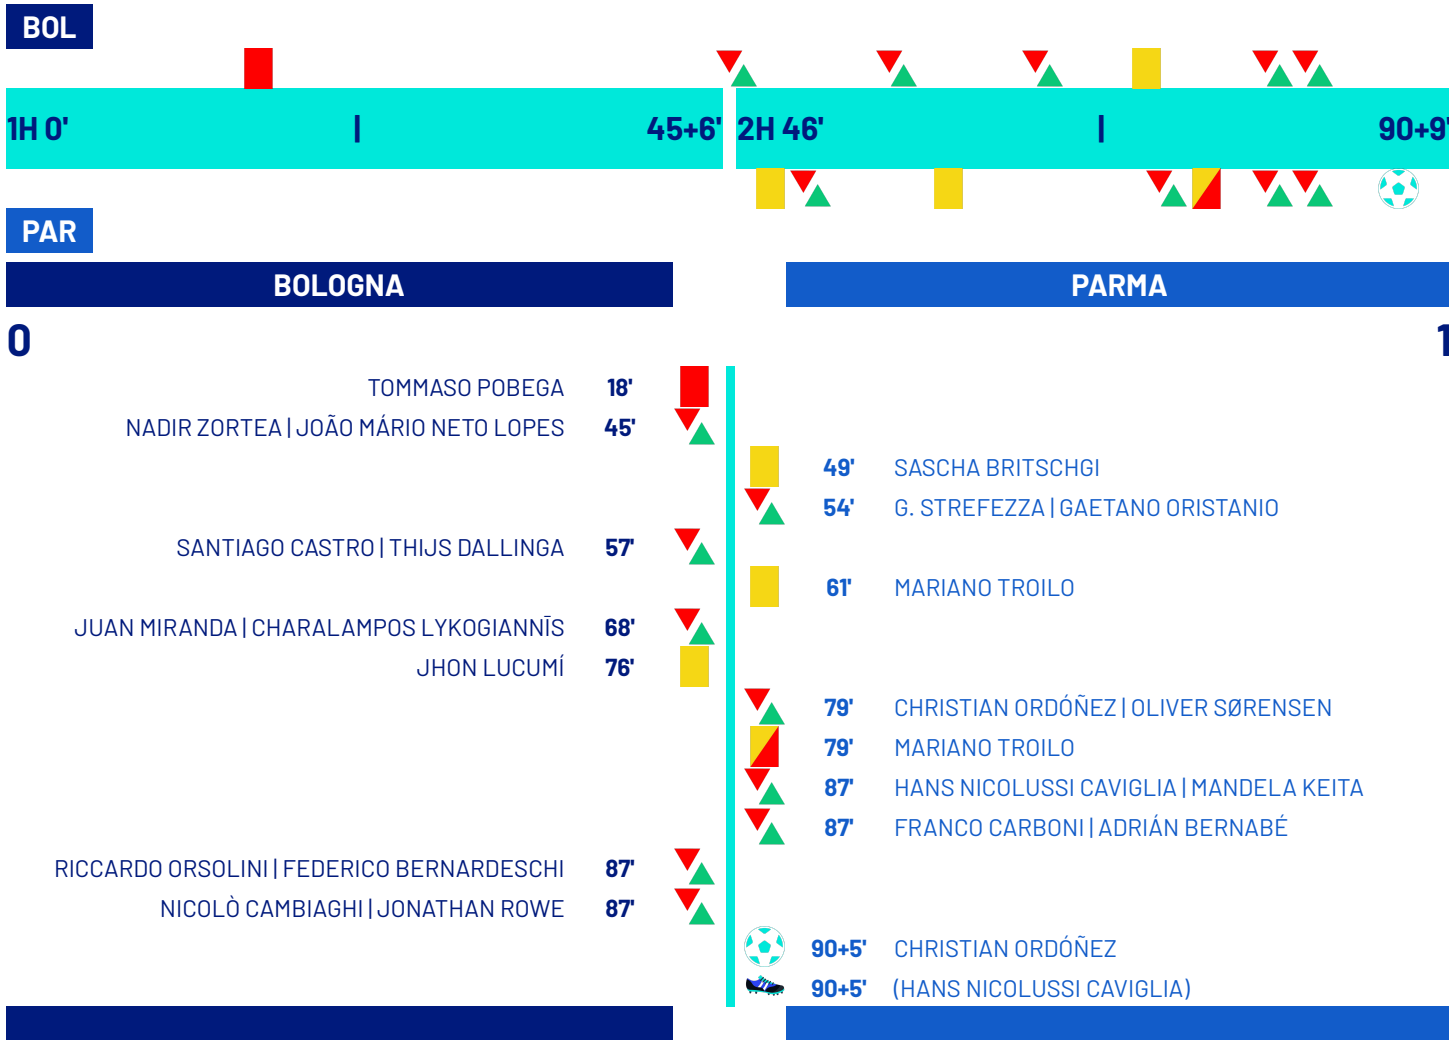 BOL
1H 0' | 45+6' 2H 46' | 90+9'
PAR
BOLOGNA PARMA
0 1
TOMMASO POBEGA 18'
NADIR ZORTEA | JOÃO MÁRIO NETO LOPES 45'
49' SASCHA BRITSCHGI
54' G. STREFEZZA | GAETANO ORISTANIO
SANTIAGO CASTRO | THIJS DALLINGA 57'
61' MARIANO TROILO
JUAN MIRANDA | CHARALAMPOS LYKOGIANNĪS 68'
JHON LUCUMÍ 76'
79' CHRISTIAN ORDÓÑEZ | OLIVER SØRENSEN
79' MARIANO TROILO
87' HANS NICOLUSSI CAVIGLIA | MANDELA KEITA
87' FRANCO CARBONI | ADRIÁN BERNABÉ
RICCARDO ORSOLINI | FEDERICO BERNARDESCHI 87'
NICOLÒ CAMBIAGHI | JONATHAN ROWE 87'
90+5' CHRISTIAN ORDÓÑEZ
90+5' (HANS NICOLUSSI CAVIGLIA)